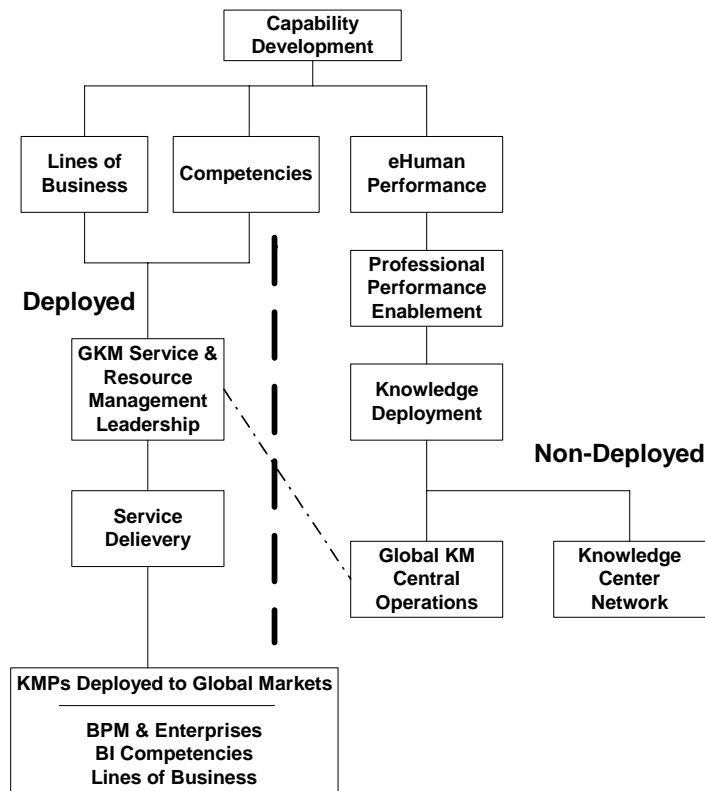 Capability
Development
Lines of
Business
Competencies
eHuman
Performance
Professional
Performance
Enablement
Deployed
GKM Service &
Resource
Management
Leadership
Knowledge
Deployment
Non-Deployed
Service
Delievery
Global KM
Central
Operations
Knowledge
Center
Network
KMPs Deployed to Global Markets
BPM & Enterprises
BI Competencies
Lines of Business